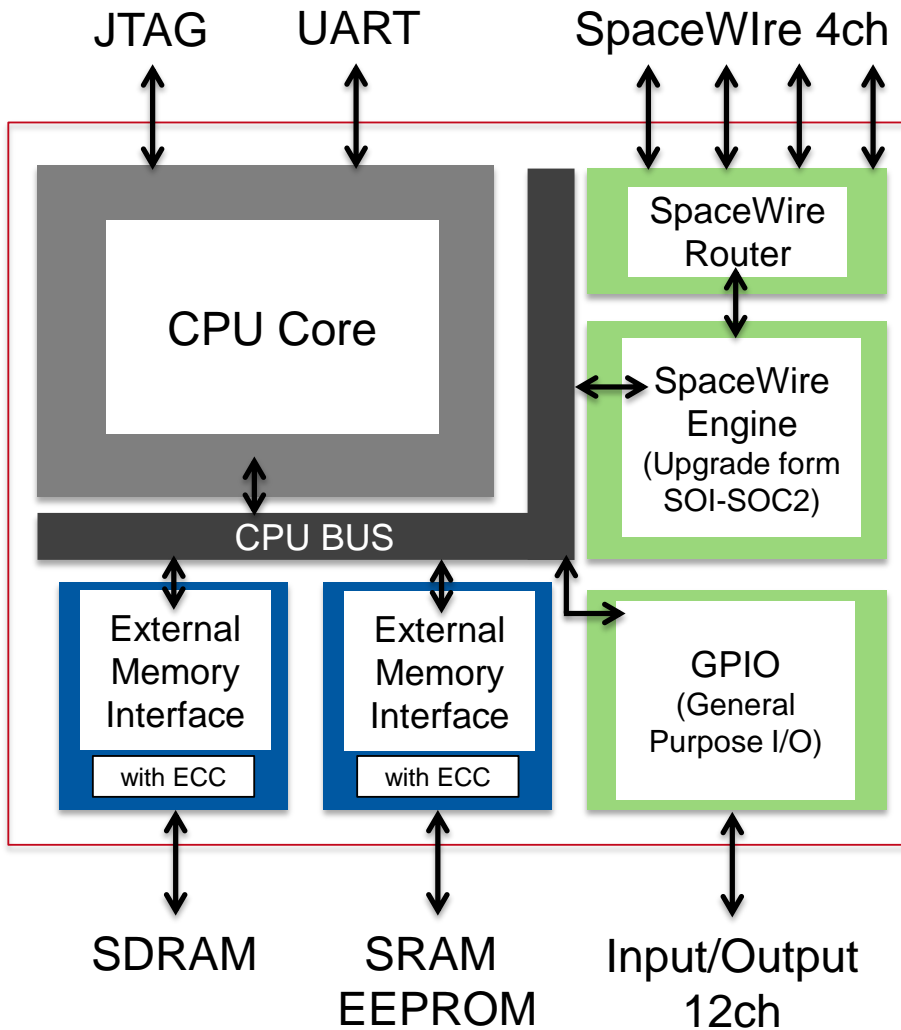 JTAG
UART
SpaceWIre 4ch
CPU Core
SpaceWire
Router
SpaceWire
Engine
(Upgrade form
SOI-SOC2)
CPU BUS
External
Memory
Interface
with ECC
External
Memory
Interface
with ECC
GPIO
(General
Purpose I/O)
SDRAM
SRAM
EEPROM
Input/Output
12ch